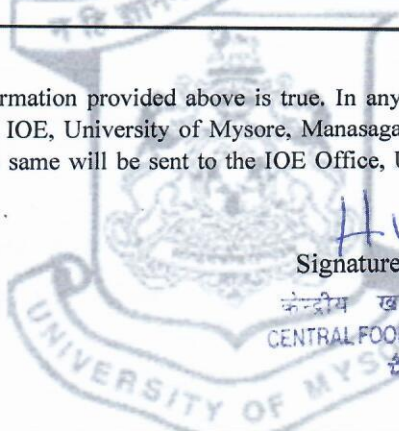 न हि ज्ञाने
rmation provided above is true. In any
IOE, University of Mysore, Manasaga
same will be sent to the IOE Office, U
Signature
केन्द्रीय ख
CENTRAL FOO
UNIVERSITY OF MYS